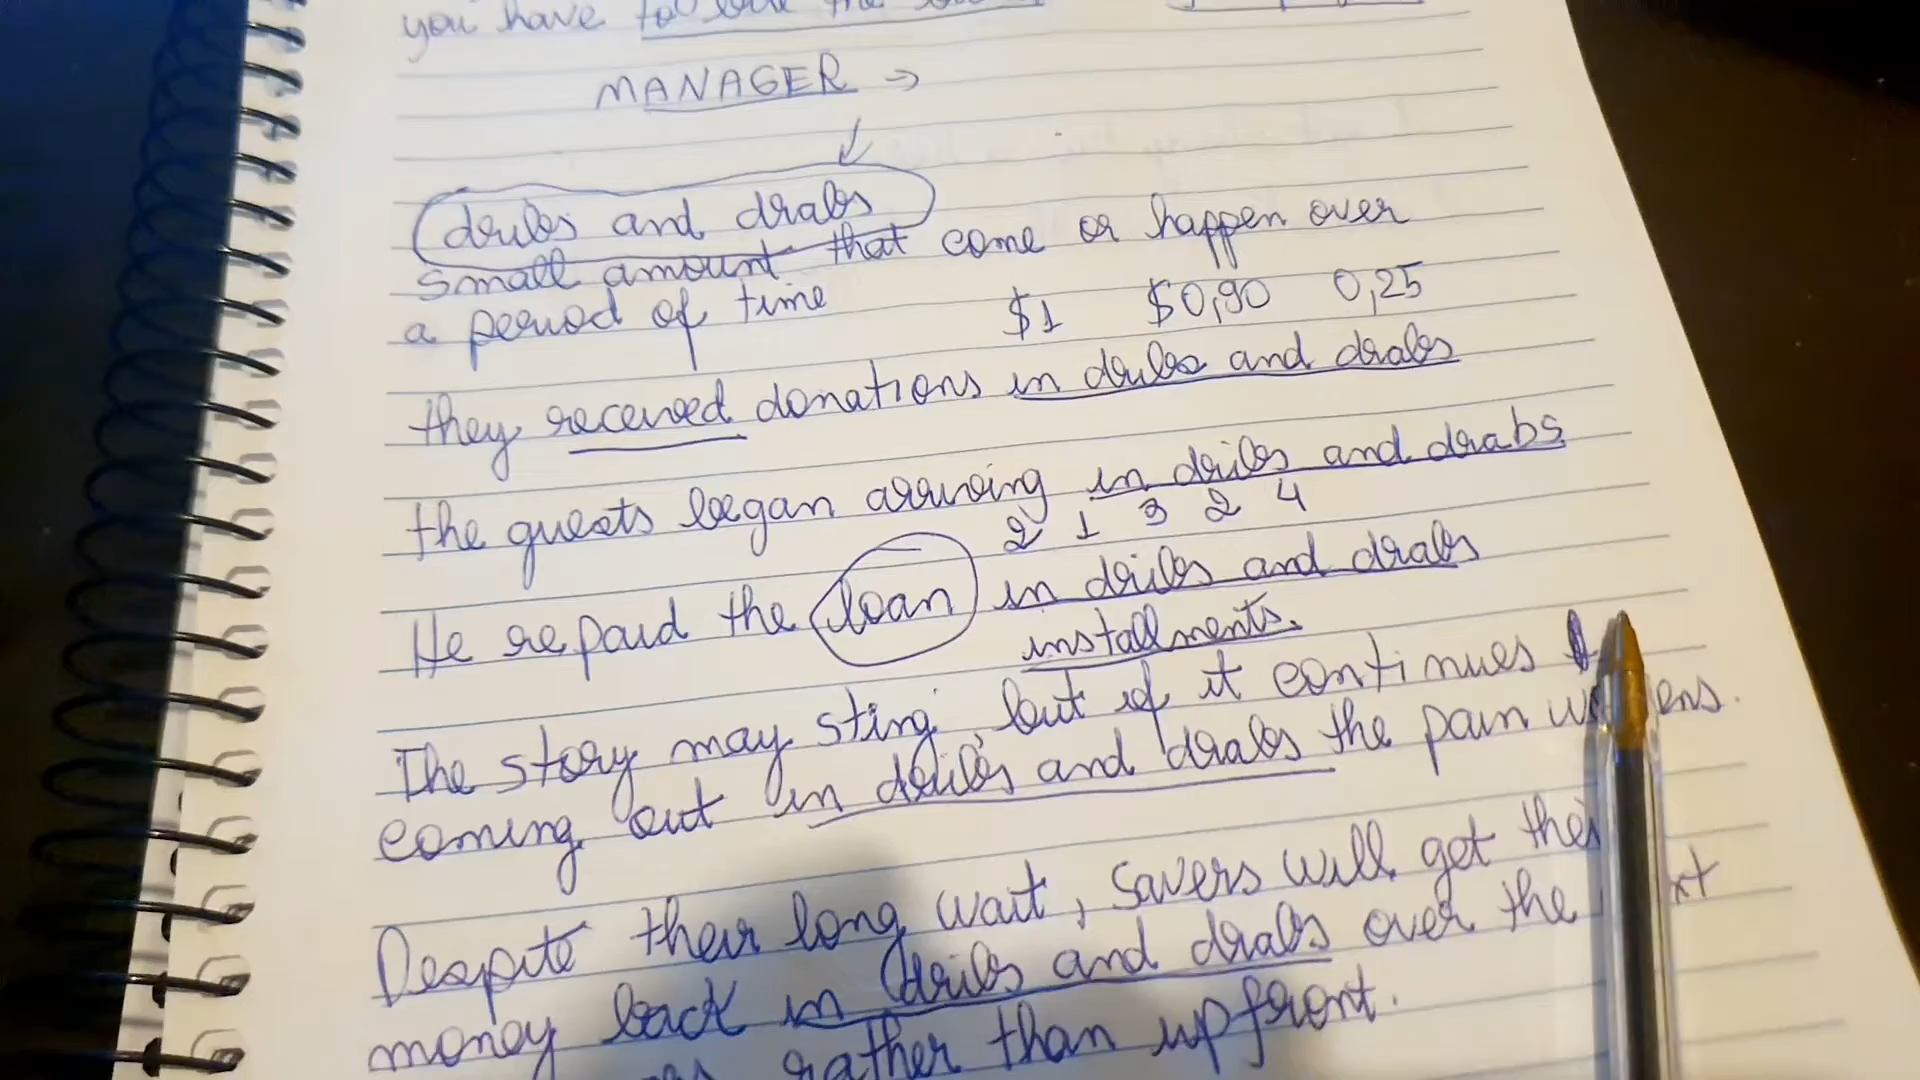 you have to the
MANAGER →
dribs and drabs
small amount that come or happen over
a period of time $1 $0,90 0,25
they received donations in dribs and drabs
the guests began arriving in dribs and drabs
2 1 3 2 4
He repaid the loan in dribs and drabs
installments.
The story may sting, but if it continues
coming out in dribs and drabs the pain
Despite their long wait, savers will get
money back in dribs and drabs over the
rather than upfront.